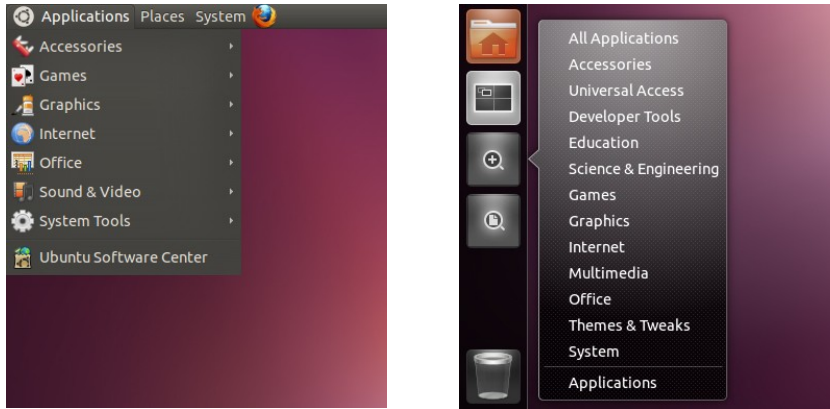 Applications Places System
Accessories
Games
Graphics
Internet
Office
Sound & Video
System Tools
Ubuntu Software Center
All Applications
Accessories
Universal Access
Developer Tools
Education
Science & Engineering
Games
Graphics
Internet
Multimedia
Office
Themes & Tweaks
System
Applications